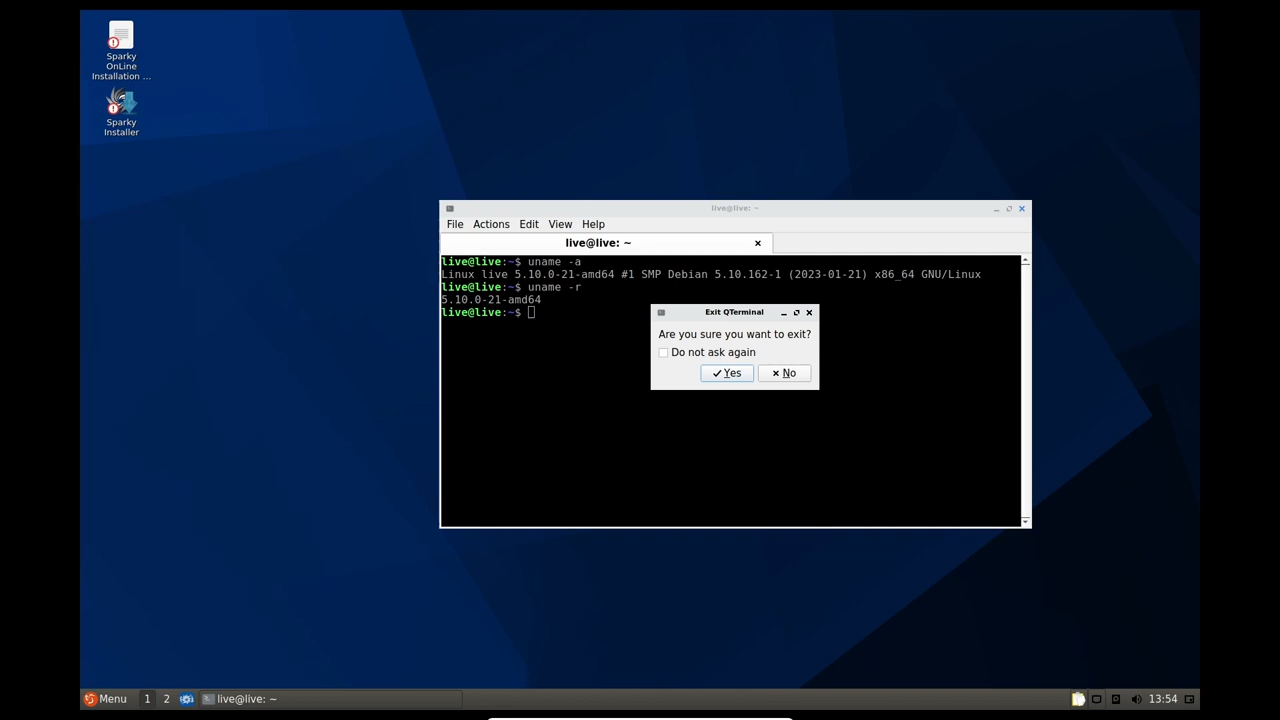 Sparky
OnLine
Installation ...
Sparky
Installer
live@live: ~
File Actions Edit View Help
live@live: ~
live@live:~$ uname -a
Linux live 5.10.0-21-amd64 #1 SMP Debian 5.10.162-1 (2023-01-21) x86_64 GNU/Linux
live@live:~$ uname -r
5.10.0-21-amd64
live@live:~$
Exit QTerminal
Are you sure you want to exit?
Do not ask again
Yes No
Menu 1 2 live@live: ~ 13:54